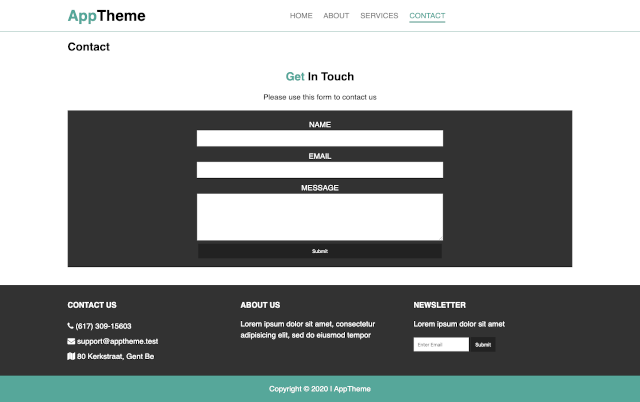 AppTheme
HOME ABOUT SERVICES CONTACT
Contact
Get In Touch
Please use this form to contact us
NAME
EMAIL
MESSAGE
Submit
CONTACT US
(617) 309-15603
support@apptheme.test
80 Kerkstraat, Gent Be
ABOUT US
Lorem ipsum dolor sit amet, consectetur
adipisicing elit, sed do eiusmod tempor
NEWSLETTER
Lorem ipsum dolor sit amet
Enter Email Submit
Copyright © 2020 | AppTheme